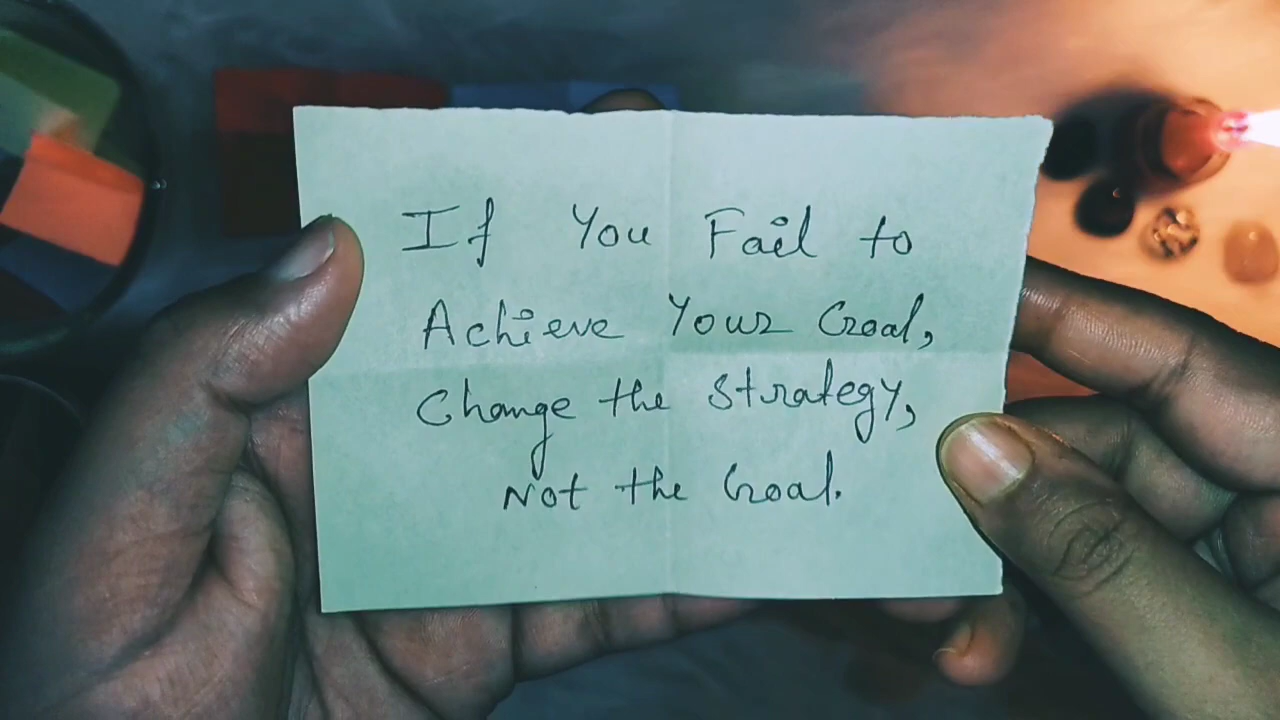 If You Fail to
Achieve Your Goal,
Change the Strategy,
Not the Goal.